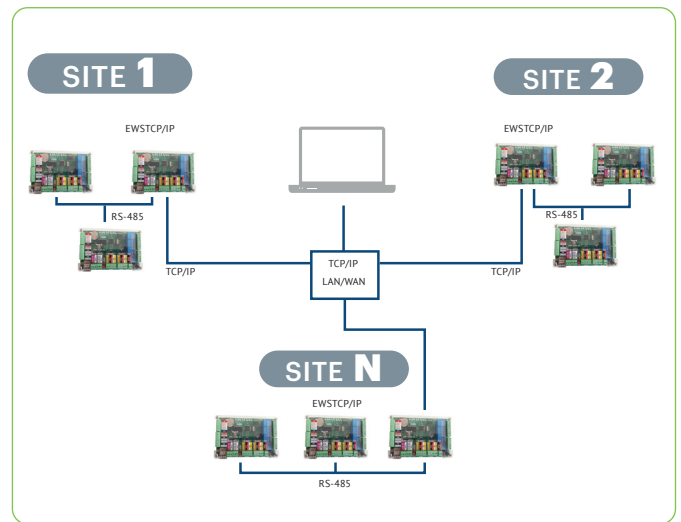 SITE 1
SITE 2
EWSTCP/IP
EWSTCP/IP
RS-485
RS-485
TCP/IP
TCP/IP
LAN/WAN
TCP/IP
SITE N
EWSTCP/IP
RS-485